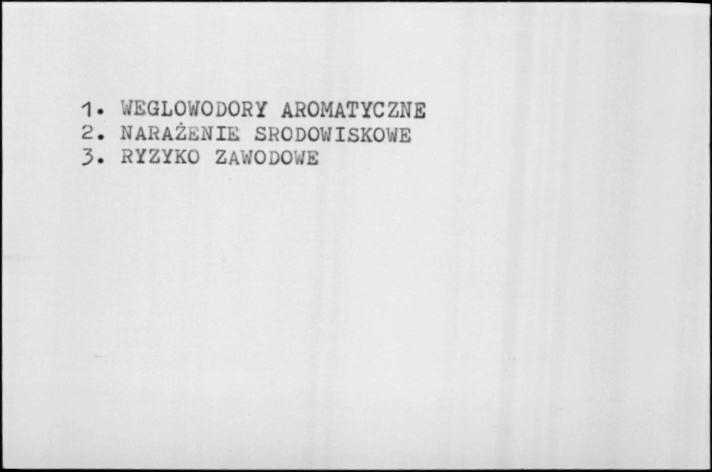 1. WEGLOWODORY AROMATYCZNE
2. NARAŻENIE SRODOWISKOWE
3. RYZYKO ZAWODOWE